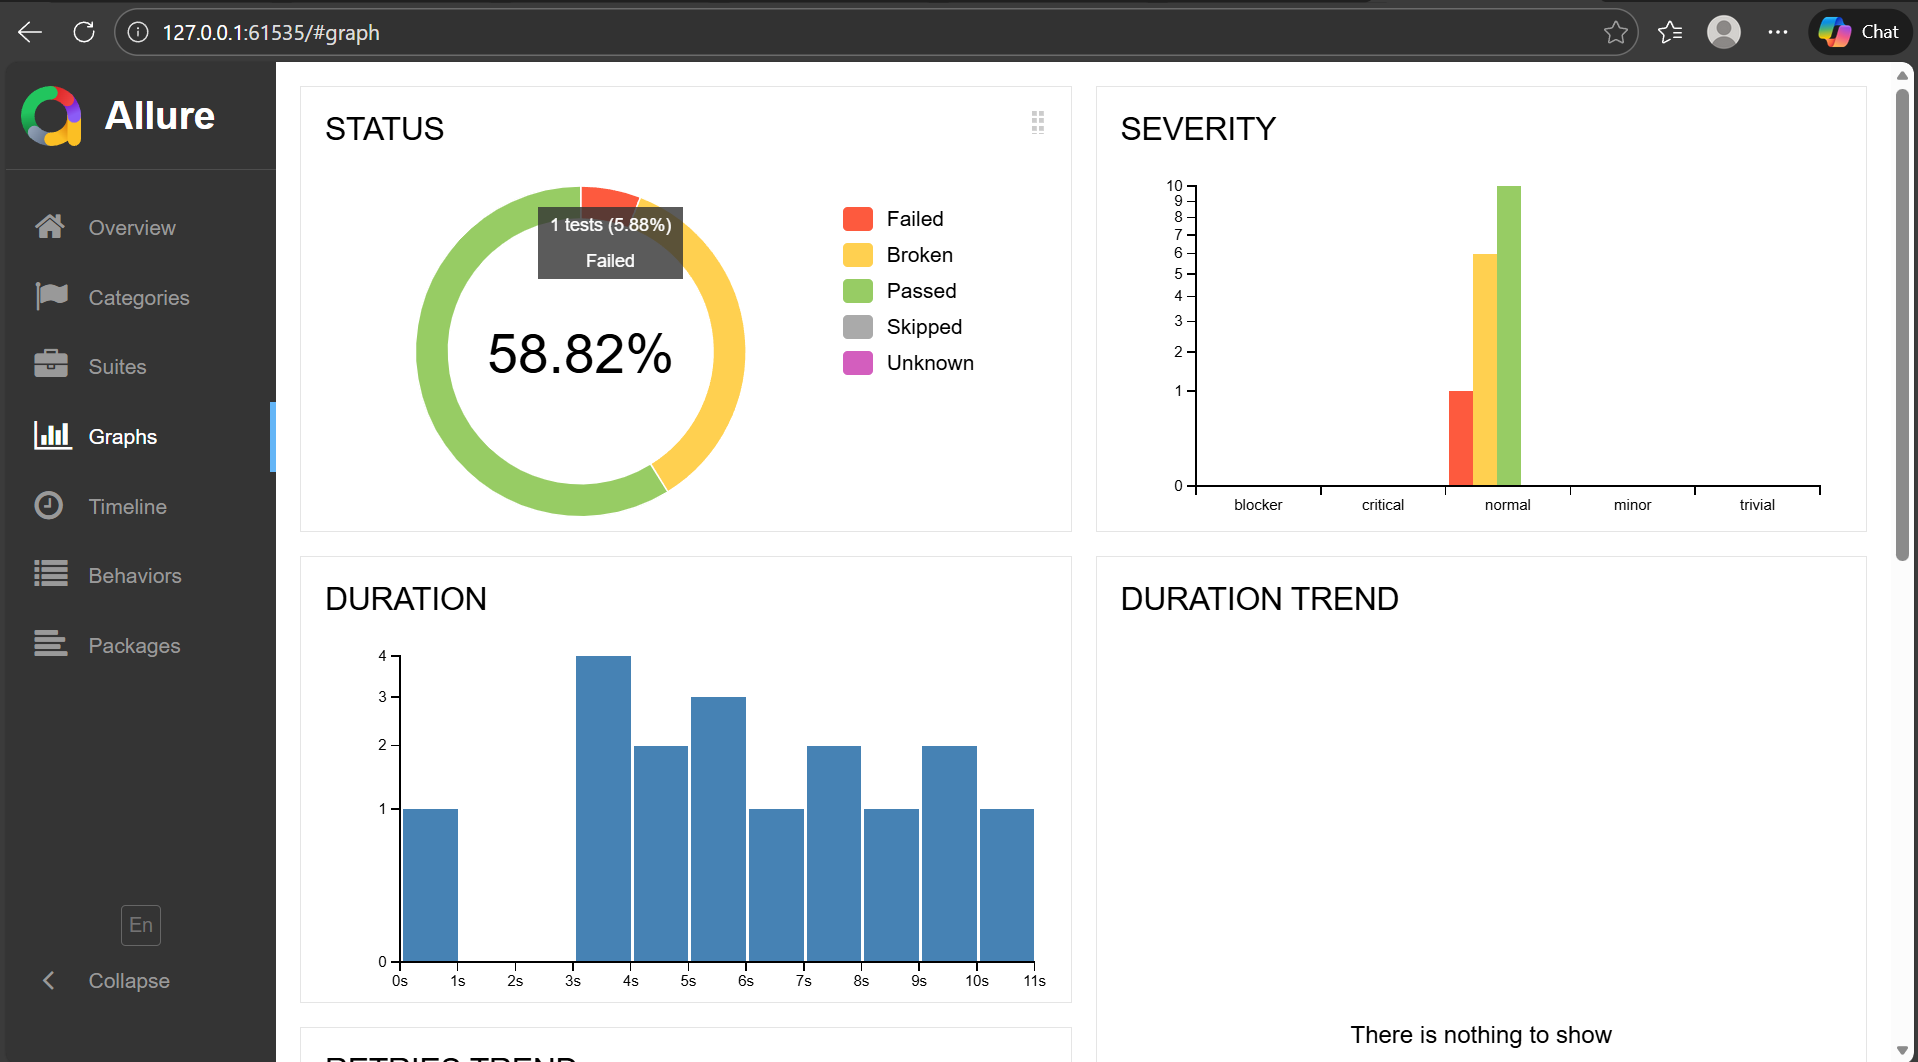 127.0.0.1:61535/#graph
Chat
Allure
Overview
Categories
Suites
Graphs
Timeline
Behaviors
Packages
En
Collapse
STATUS
1 tests (5.88%)
Failed
58.82%
Failed
Broken
Passed
Skipped
Unknown
SEVERITY
10
9
8
7
6
5
4
3
2
1
0
blocker critical normal minor trivial
DURATION
4
3
2
1
0
0s 1s 2s 3s 4s 5s 6s 7s 8s 9s 10s 11s
DURATION TREND
There is nothing to show
RETRIES TREND